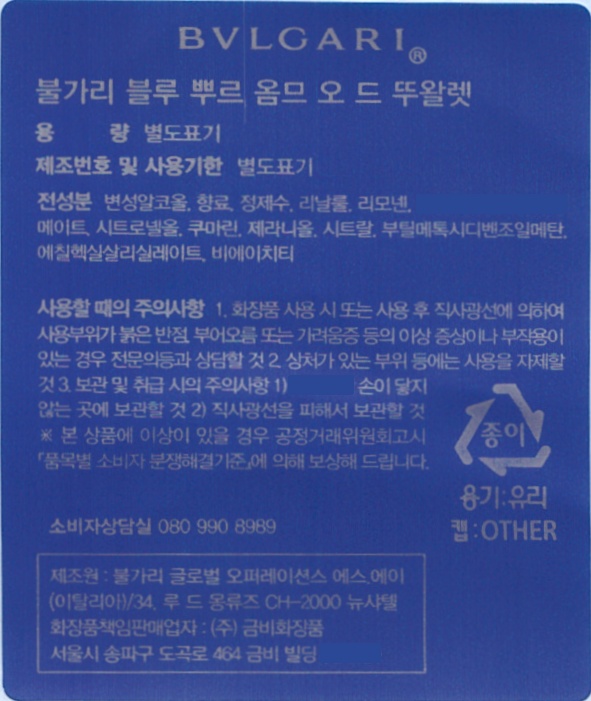 BVLGARI®
불가리 블루 뿌르 옴므 오 드 뚜왈렛
용 량 별도표기
제조번호 및 사용기한 별도표기
전성분 변성알코올, 향료, 정제수, 리날룰, 리모넨,
메이트, 시트로넬올, 쿠마린, 제라니올, 시트랄, 부틸메톡시디벤조일메탄,
에칠헥실살리실레이트, 비에이치티
사용할 때의 주의사항 1. 화장품 사용 시 또는 사용 후 직사광선에 의하여
사용부위가 붉은 반점, 부어오름 또는 가려움증 등의 이상 증상이나 부작용이
있는 경우 전문의등과 상담할 것 2. 상처가 있는 부위 등에는 사용을 자제할
것 3. 보관 및 취급 시의 주의사항 1) 손이 닿지
않는 곳에 보관할 것 2) 직사광선을 피해서 보관할 것
※ 본 상품에 이상이 있을 경우 공정거래위원회고시
「품목별 소비자 분쟁해결기준」에 의해 보상해 드립니다.
종이
용기:유리
캡:OTHER
소비자상담실 080 990 8989
제조원 : 불가리 글로벌 오퍼레이션스 에스.에이
(이탈리아)/34, 루 드 몽류즈 CH-2000 뉴샤텔
화장품책임판매업자 : (주) 금비화장품
서울시 송파구 도곡로 464 금비 빌딩